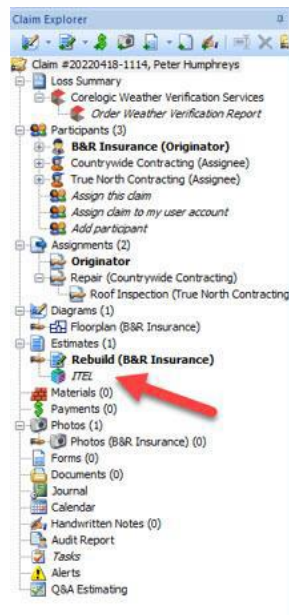 Claim Explorer
Claim #20220418-1114, Peter Humphreys
Loss Summary
Corelogic Weather Verification Services
Order Weather Verification Report
Participants (3)
B&R Insurance (Originator)
Countrywide Contracting (Assignee)
True North Contracting (Assignee)
Assign this claim
Assign claim to my user account
Add participant
Assignments (2)
Originator
Repair (Countrywide Contracting)
Roof Inspection (True North Contracting
Diagrams (1)
Floorplan (B&R Insurance)
Estimates (1)
Rebuild (B&R Insurance)
ITEL
Materials (0)
Payments (0)
Photos (1)
Photos (B&R Insurance) (0)
Forms (0)
Documents (0)
Journal
Calendar
Handwritten Notes (0)
Audit Report
Tasks
Alerts
Q&A Estimating